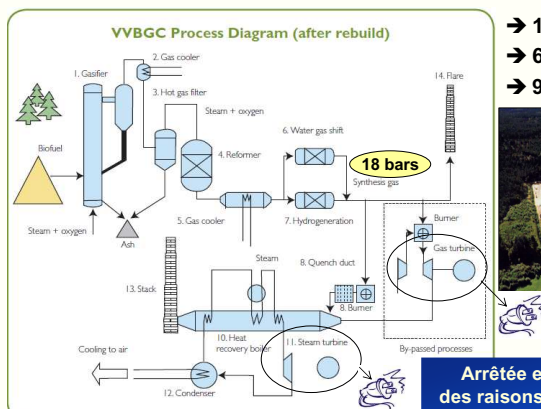 VVBGC Process Diagram (after rebuild)
1. Gasifier
2. Gas cooler
3. Hot gas filter
Steam + oxygen
4. Reformer
Biofuel
Steam + oxygen
Ash
5. Gas cooler
6. Water gas shift
18 bars
Synthesis gas
7. Hydrogeneration
14. Flare
Burner
Gas turbine
8. Quench duct
8. Burner
Steam
13. Stack
10. Heat
recovery boiler
11. Steam turbine
By-passed processes
Cooling to air
12. Condenser
➔ 1
➔ 6
➔ 9
Arrêtée e
des raisons